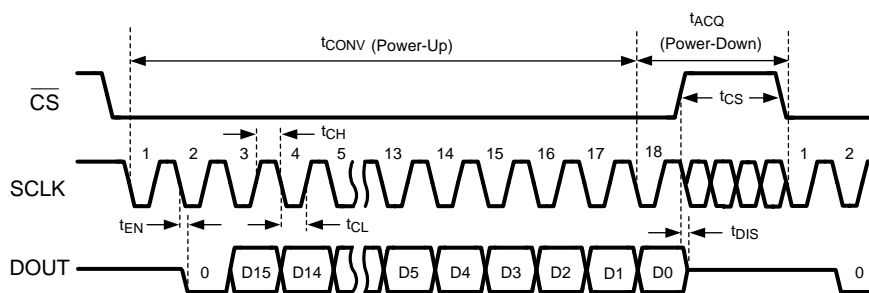 tCONV (Power-Up)
tACQ
(Power-Down)
CS
tCS
tCH
1 2 3 4 5 13 14 15 16 17 18 1 2
SCLK
tEN
tCL
tDIS
DOUT
0 D15 D14 D5 D4 D3 D2 D1 D0 0